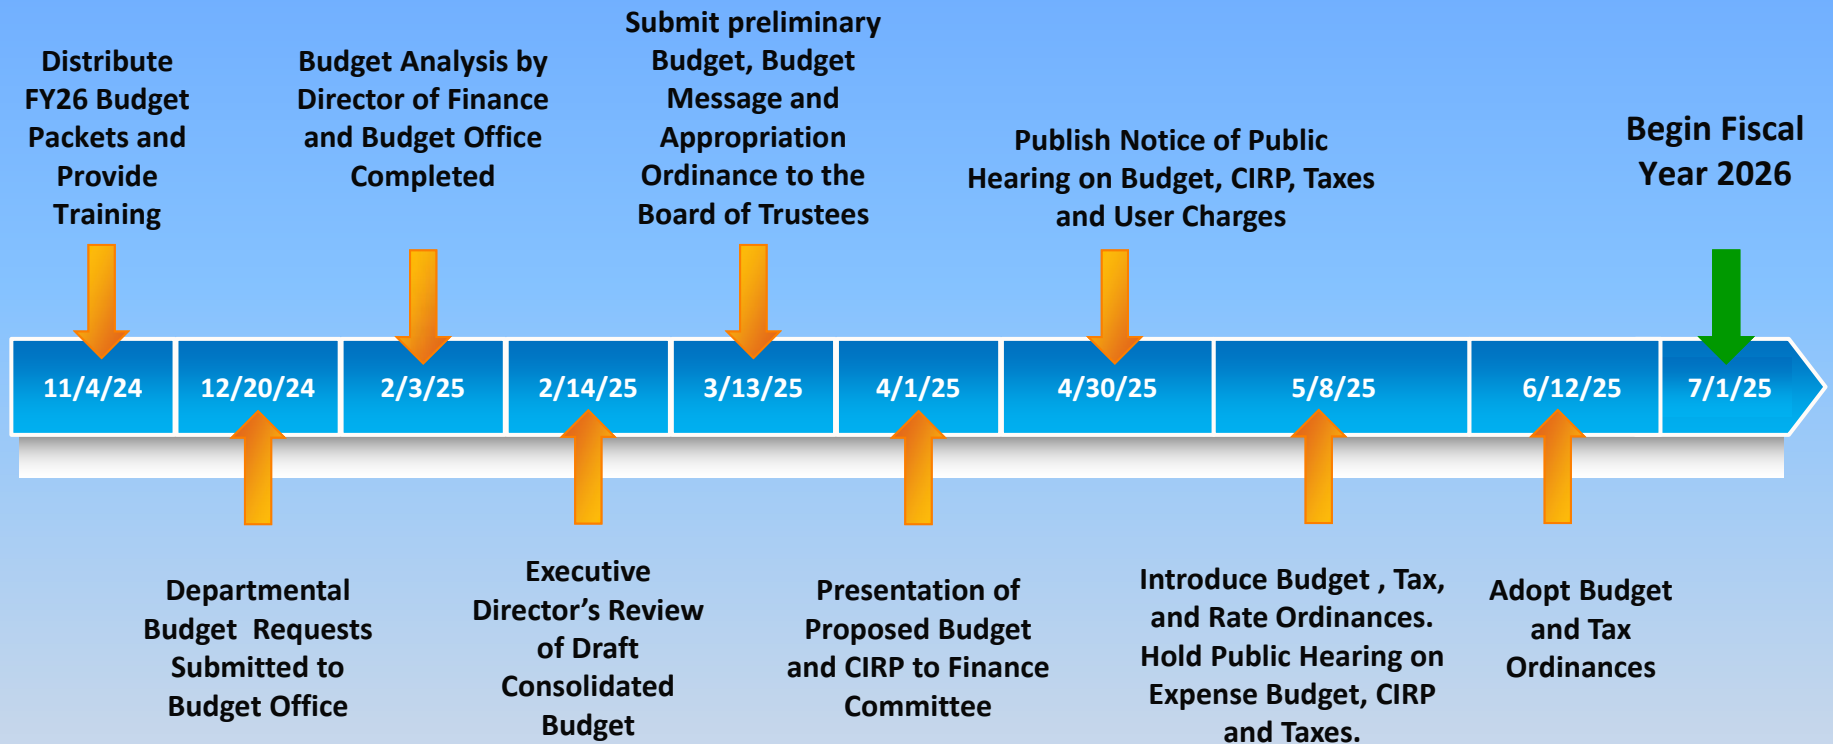 Distribute
FY26 Budget
Packets and
Provide
Training
Budget Analysis by
Director of Finance
and Budget Office
Completed
Submit preliminary
Budget, Budget
Message and
Appropriation
Ordinance to the
Board of Trustees
Publish Notice of Public
Hearing on Budget, CIRP, Taxes
and User Charges
Begin Fiscal
Year 2026
11/4/24
12/20/24
2/3/25
2/14/25
3/13/25
4/1/25
4/30/25
5/8/25
6/12/25
7/1/25
Departmental
Budget  Requests
Submitted to
Budget Office
Executive
Director’s Review
of Draft
Consolidated
Budget
Presentation of
Proposed Budget
and CIRP to Finance
Committee
Introduce Budget , Tax,
and Rate Ordinances.
Hold Public Hearing on
Expense Budget, CIRP
and Taxes.
Adopt Budget
and Tax
Ordinances